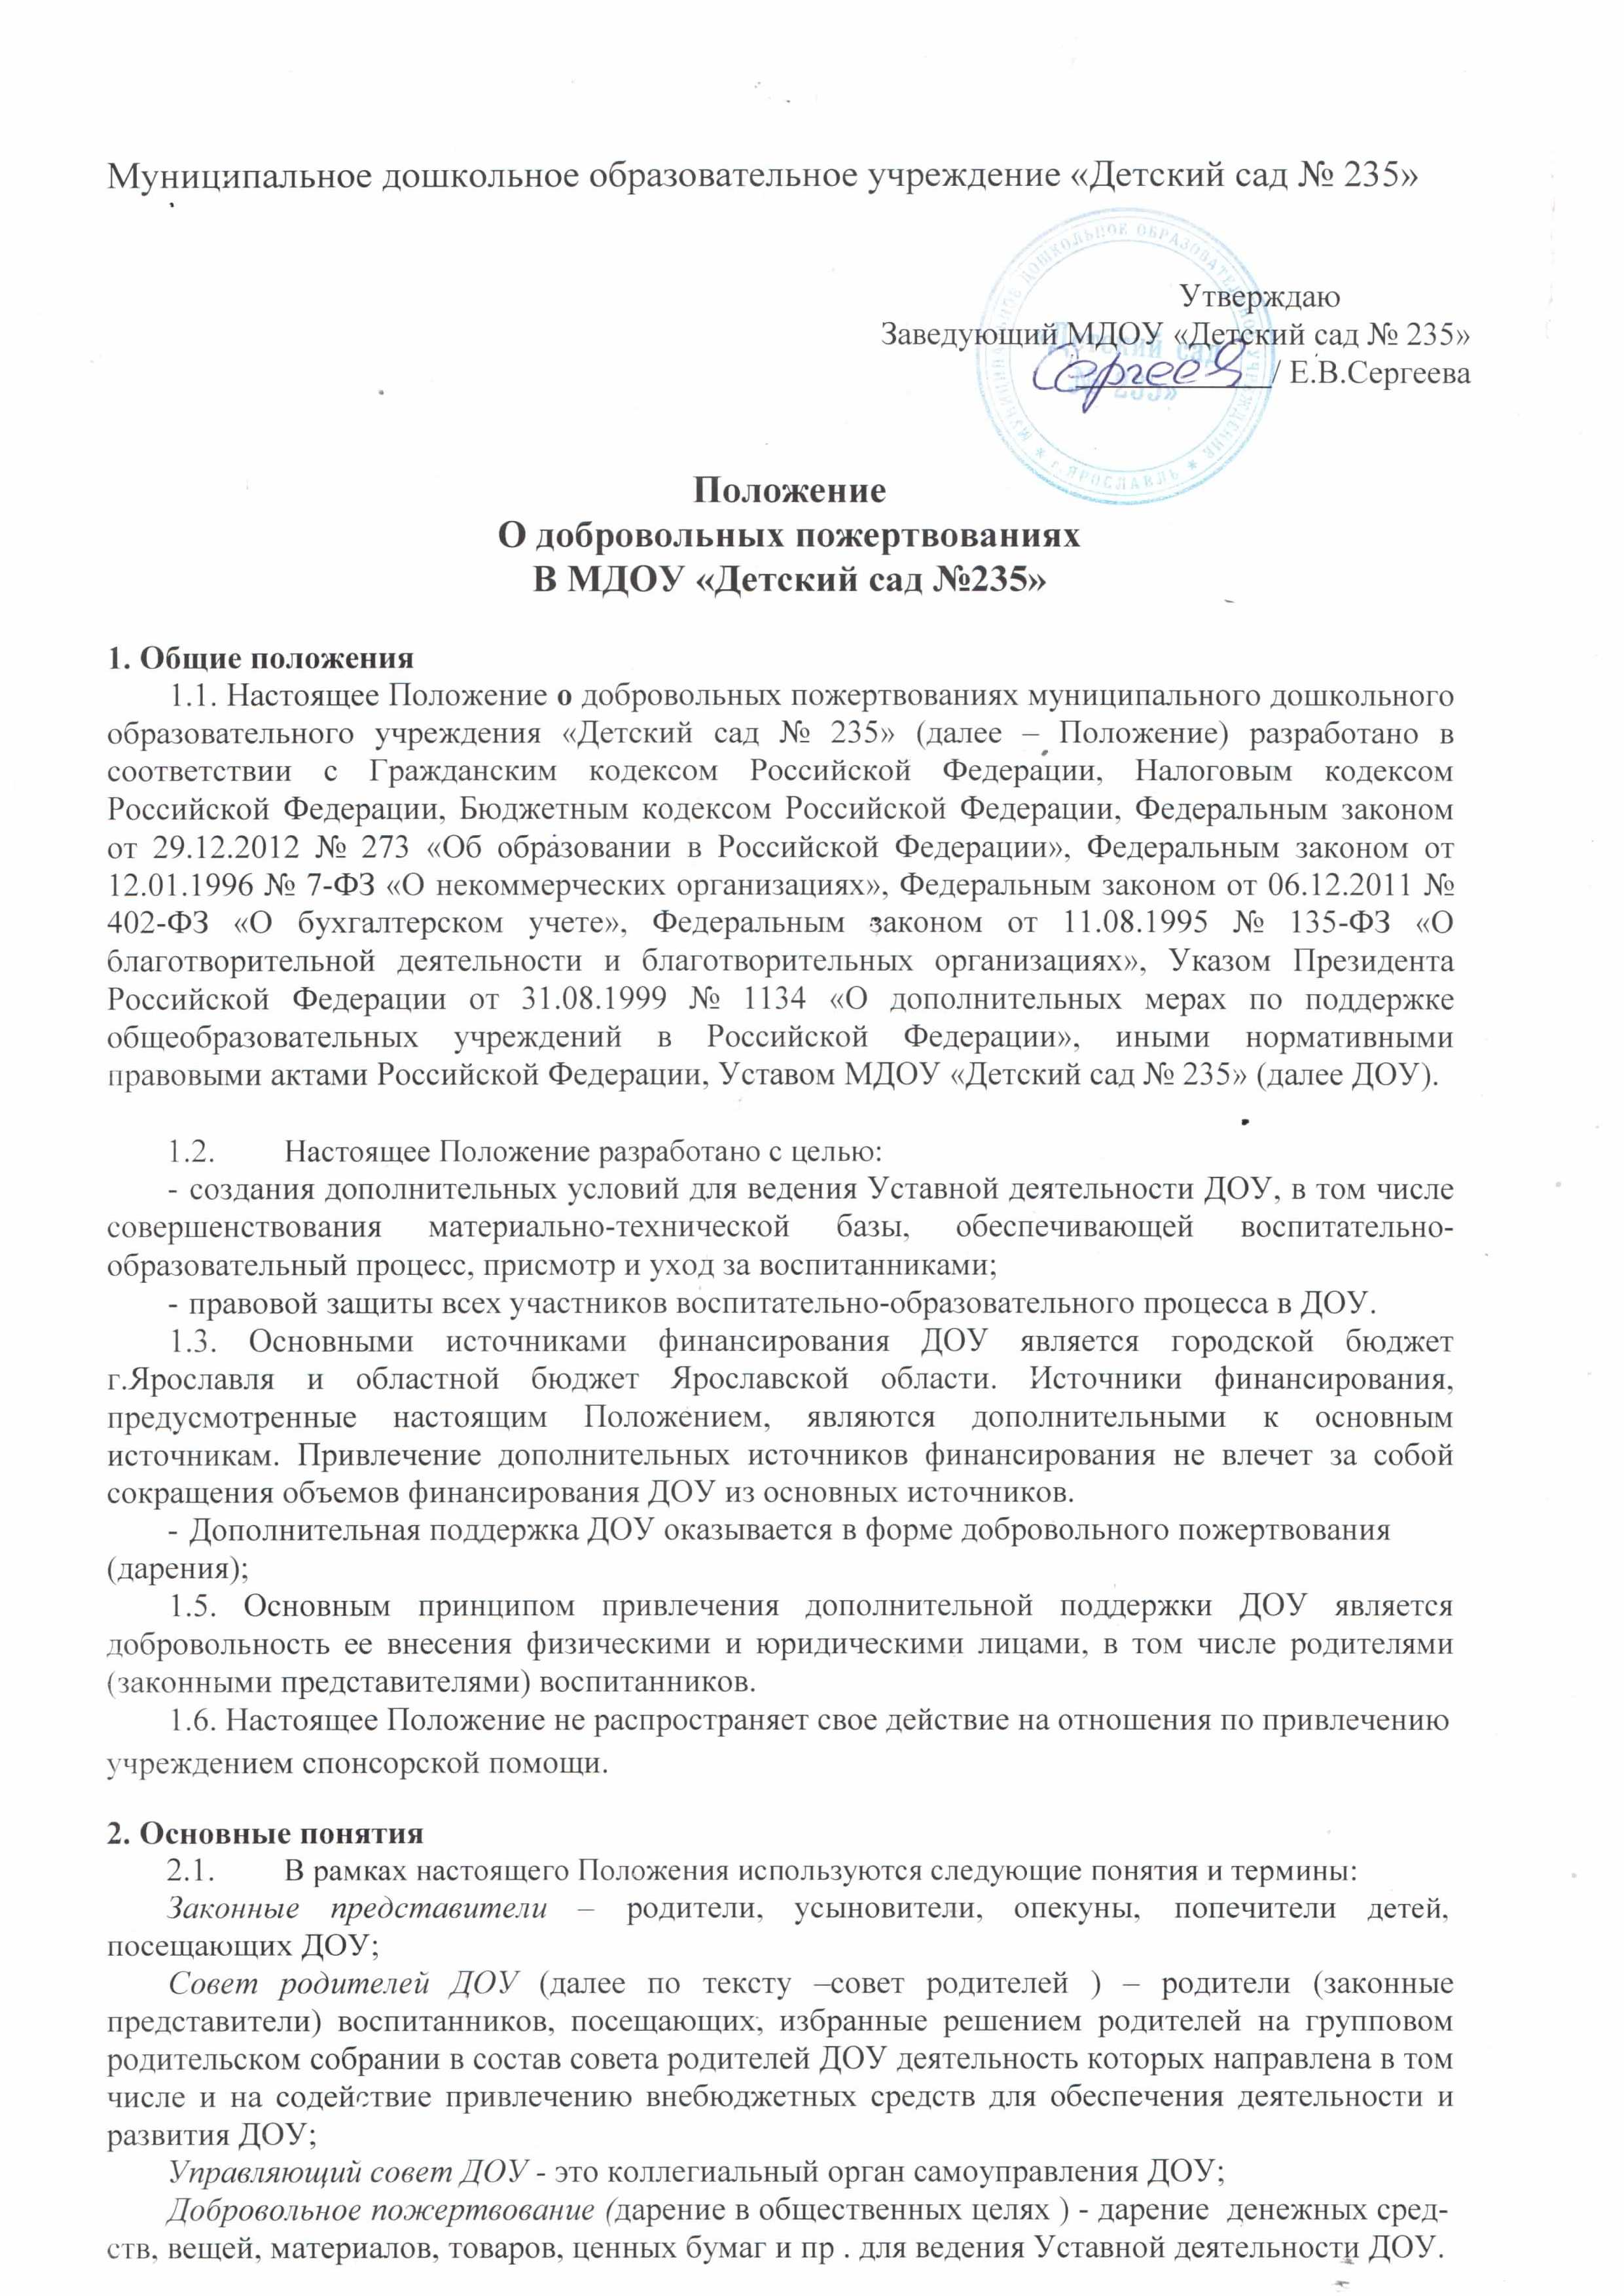 Муниципальное дошкольное образовательное учреждение «Детский сад № 235»
МУНИЦИПАЛЬНОЕ ДОШКОЛЬНОЕ ОБРАЗОВАТЕЛЬНОЕ УЧРЕЖДЕНИЕ * г. ЯРОСЛАВЛЬ *
«Детский сад
№ 235»
Утверждаю
Заведующий МДОУ «Детский сад № 235»
Сергеева / Е.В.Сергеева
Положение
О добровольных пожертвованиях
В МДОУ «Детский сад №235»
1. Общие положения
1.1. Настоящее Положение о добровольных пожертвованиях муниципального дошкольного
образовательного учреждения «Детский сад № 235» (далее – Положение) разработано в
соответствии с Гражданским кодексом Российской Федерации, Налоговым кодексом
Российской Федерации, Бюджетным кодексом Российской Федерации, Федеральным законом
от 29.12.2012 № 273 «Об образовании в Российской Федерации», Федеральным законом от
12.01.1996 № 7-ФЗ «О некоммерческих организациях», Федеральным законом от 06.12.2011 №
402-ФЗ «О бухгалтерском учете», Федеральным законом от 11.08.1995 № 135-ФЗ «О
благотворительной деятельности и благотворительных организациях», Указом Президента
Российской Федерации от 31.08.1999 № 1134 «О дополнительных мерах по поддержке
общеобразовательных учреждений в Российской Федерации», иными нормативными
правовыми актами Российской Федерации, Уставом МДОУ «Детский сад № 235» (далее ДОУ).
1.2. Настоящее Положение разработано с целью:
- создания дополнительных условий для ведения Уставной деятельности ДОУ, в том числе
совершенствования материально-технической базы, обеспечивающей воспитательно-
образовательный процесс, присмотр и уход за воспитанниками;
- правовой защиты всех участников воспитательно-образовательного процесса в ДОУ.
1.3. Основными источниками финансирования ДОУ является городской бюджет
г.Ярославля и областной бюджет Ярославской области. Источники финансирования,
предусмотренные настоящим Положением, являются дополнительными к основным
источникам. Привлечение дополнительных источников финансирования не влечет за собой
сокращения объемов финансирования ДОУ из основных источников.
- Дополнительная поддержка ДОУ оказывается в форме добровольного пожертвования
(дарения);
1.5. Основным принципом привлечения дополнительной поддержки ДОУ является
добровольность ее внесения физическими и юридическими лицами, в том числе родителями
(законными представителями) воспитанников.
1.6. Настоящее Положение не распространяет свое действие на отношения по привлечению
учреждением спонсорской помощи.
2. Основные понятия
2.1. В рамках настоящего Положения используются следующие понятия и термины:
Законные представители – родители, усыновители, опекуны, попечители детей,
посещающих ДОУ;
Совет родителей ДОУ (далее по тексту –совет родителей ) – родители (законные
представители) воспитанников, посещающих, избранные решением родителей на групповом
родительском собрании в состав совета родителей ДОУ деятельность которых направлена в том
числе и на содействие привлечению внебюджетных средств для обеспечения деятельности и
развития ДОУ;
Управляющий совет ДОУ - это коллегиальный орган самоуправления ДОУ;
Добровольное пожертвование (дарение в общественных целях ) - дарение денежных сред-
ств, вещей, материалов, товаров, ценных бумаг и пр . для ведения Уставной деятельности ДОУ.